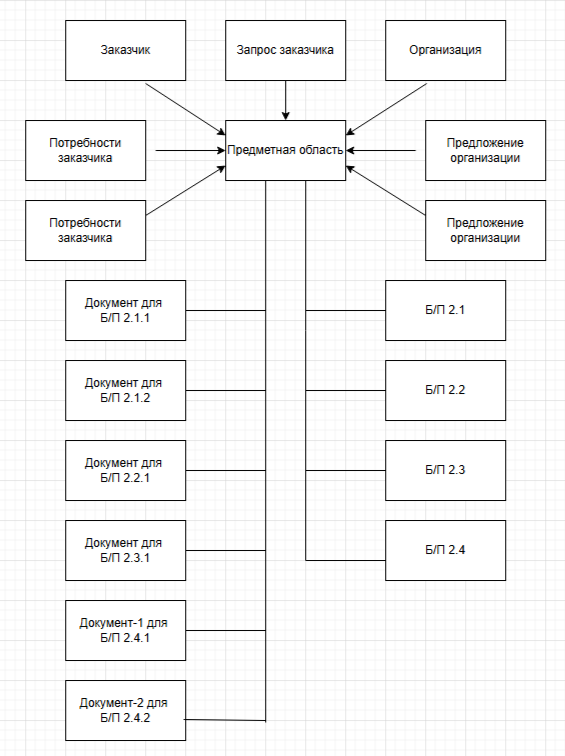 Заказчик
Запрос заказчика
Организация
Потребности
заказчика
Предметная область
Предложение
организации
Потребности
заказчика
Предложение
организации
Документ для
Б/П 2.1.1
Б/П 2.1
Документ для
Б/П 2.1.2
Б/П 2.2
Документ для
Б/П 2.2.1
Б/П 2.3
Документ для
Б/П 2.3.1
Б/П 2.4
Документ-1 для
Б/П 2.4.1
Документ-2 для
Б/П 2.4.2